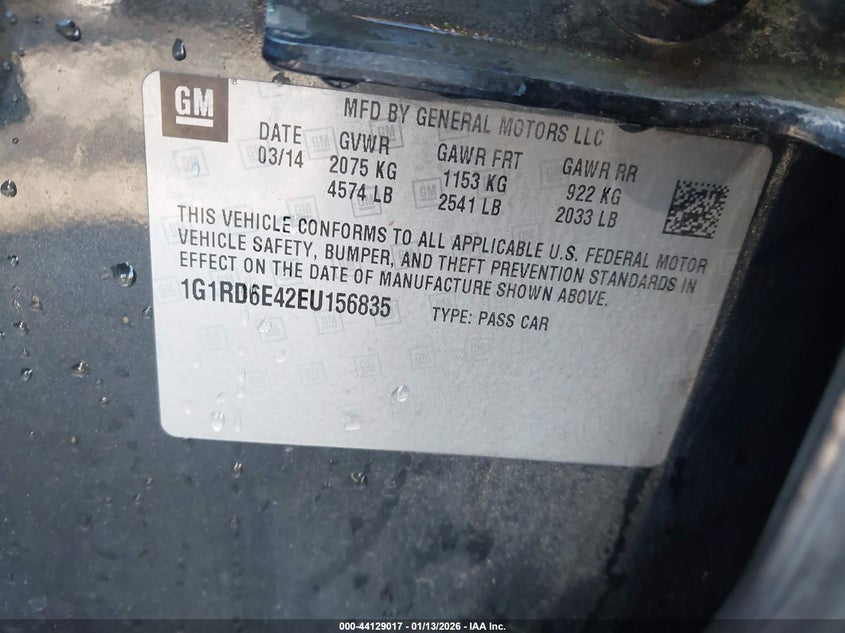 GM
MFD BY GENERAL MOTORS LLC
DATE GVWR GAWR FRT GAWR RR
03/14 2075 KG 1153 KG 922 KG
4574 LB 2541 LB 2033 LB
THIS VEHICLE CONFORMS TO ALL APPLICABLE U.S. FEDERAL MOTOR
VEHICLE SAFETY, BUMPER, AND THEFT PREVENTION STANDARDS IN
EFFECT ON THE DATE OF MANUFACTURE SHOWN ABOVE.
1G1RD6E42EU156835 TYPE: PASS CAR
000-44129017 - 01/13/2026 - IAA Inc.